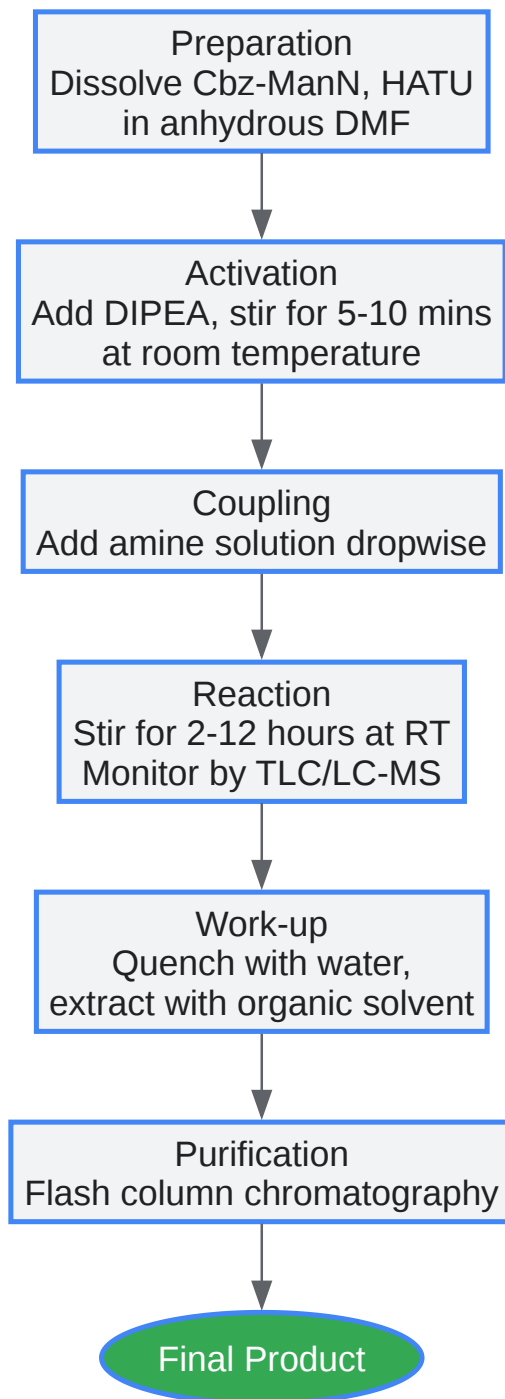 Preparation
Dissolve Cbz-ManN, HATU
in anhydrous DMF
Activation
Add DIPEA, stir for 5-10 mins
at room temperature
Coupling
Add amine solution dropwise
Reaction
Stir for 2-12 hours at RT
Monitor by TLC/LC-MS
Work-up
Quench with water,
extract with organic solvent
Purification
Flash column chromatography
Final Product